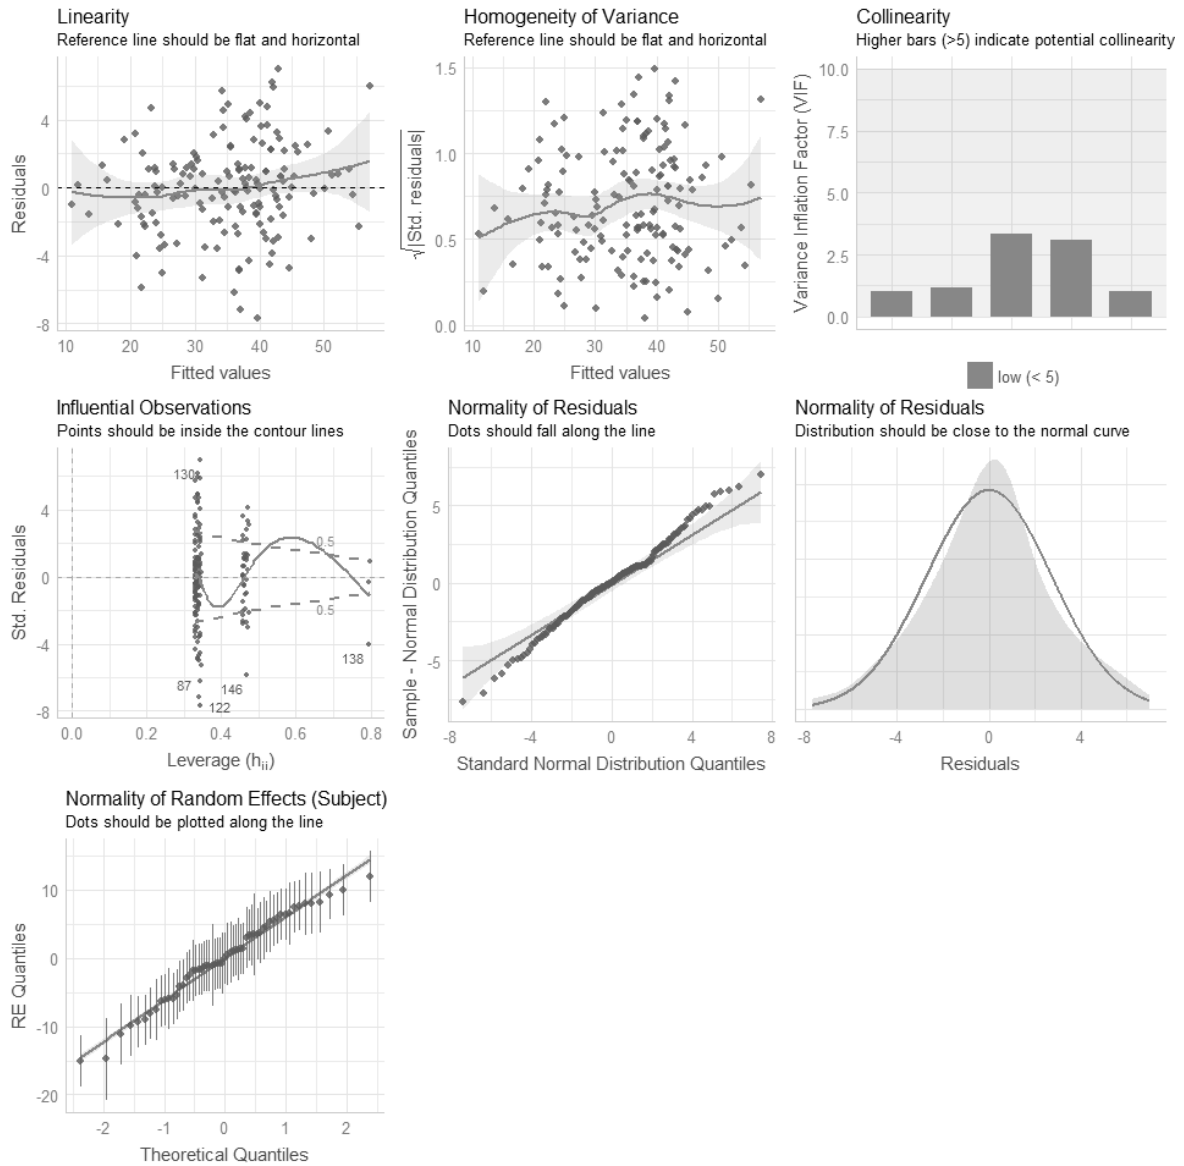 Linearity
Reference line should be flat and horizontal
Residuals
4
0
-4
-8
10 20 30 40 50
Fitted values
Homogeneity of Variance
Reference line should be flat and horizontal
√|Std. residuals|
1.5
1.0
0.5
0.0
10 20 30 40 50
Fitted values
Collinearity
Higher bars (>5) indicate potential collinearity
Variance Inflation Factor (VIF)
10.0
7.5
5.0
2.5
0.0
low (< 5)
Influential Observations
Points should be inside the contour lines
Std. Residuals
4
0
-4
-8
130
0.5
0.5
138
87
146
122
0.0 0.2 0.4 0.6 0.8
Leverage (hii)
Normality of Residuals
Dots should fall along the line
Sample - Normal Distribution Quantiles
5
0
-5
-8 -4 0 4 8
Standard Normal Distribution Quantiles
Normality of Residuals
Distribution should be close to the normal curve
-8 -4 0 4
Residuals
Normality of Random Effects (Subject)
Dots should be plotted along the line
RE Quantiles
10
0
-10
-20
-2 -1 0 1 2
Theoretical Quantiles